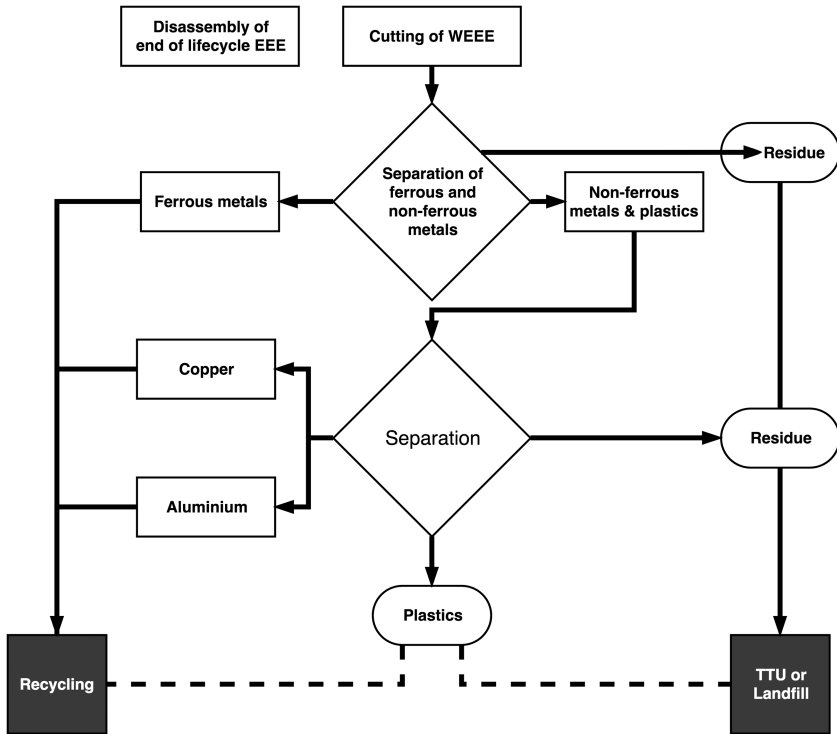 Disassembly of
end of lifecycle EEE
Cutting of WEEE
Separation of
ferrous and
non-ferrous
metals
Residue
Ferrous metals
Non-ferrous
metals & plastics
Copper
Separation
Residue
Aluminium
Plastics
Recycling
TTU or
Landfill